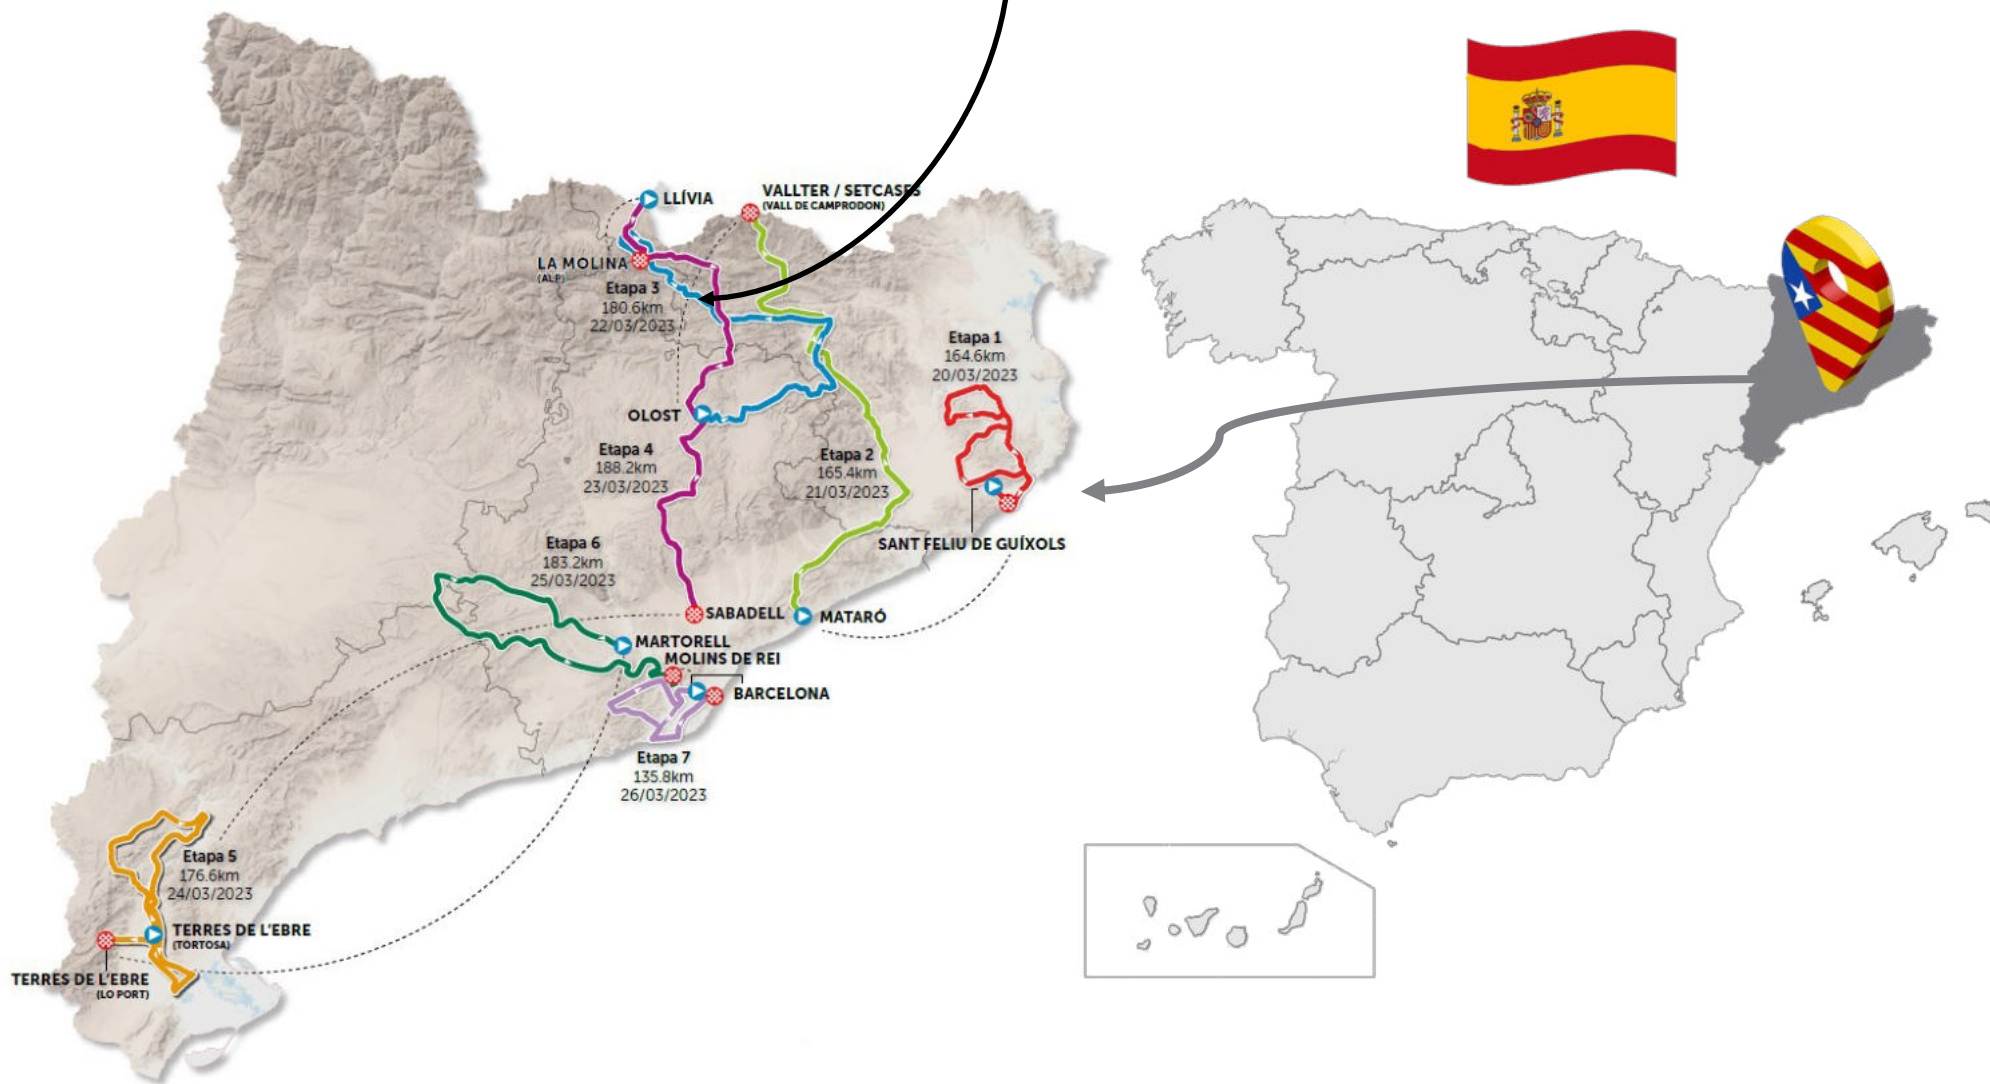 LLÍVIA
VALLTER / SETCASES
(VALL DE CAMPRODON)
LA MOLINA
(ALP)
Etapa 3
180.6km
22/03/2023
Etapa 1
164.6km
20/03/2023
OLOST
Etapa 4
188.2km
23/03/2023
Etapa 2
165.4km
21/03/2023
SANT FELIU DE GUÍXOLS
Etapa 6
183.2km
25/03/2023
SABADELL
MATARÓ
MARTORELL
MOLINS DE REI
BARCELONA
Etapa 7
135.8km
26/03/2023
Etapa 5
176.6km
24/03/2023
TERRES DE L'EBRE
(TORTOSA)
TERRES DE L'EBRE
(LO PORT)